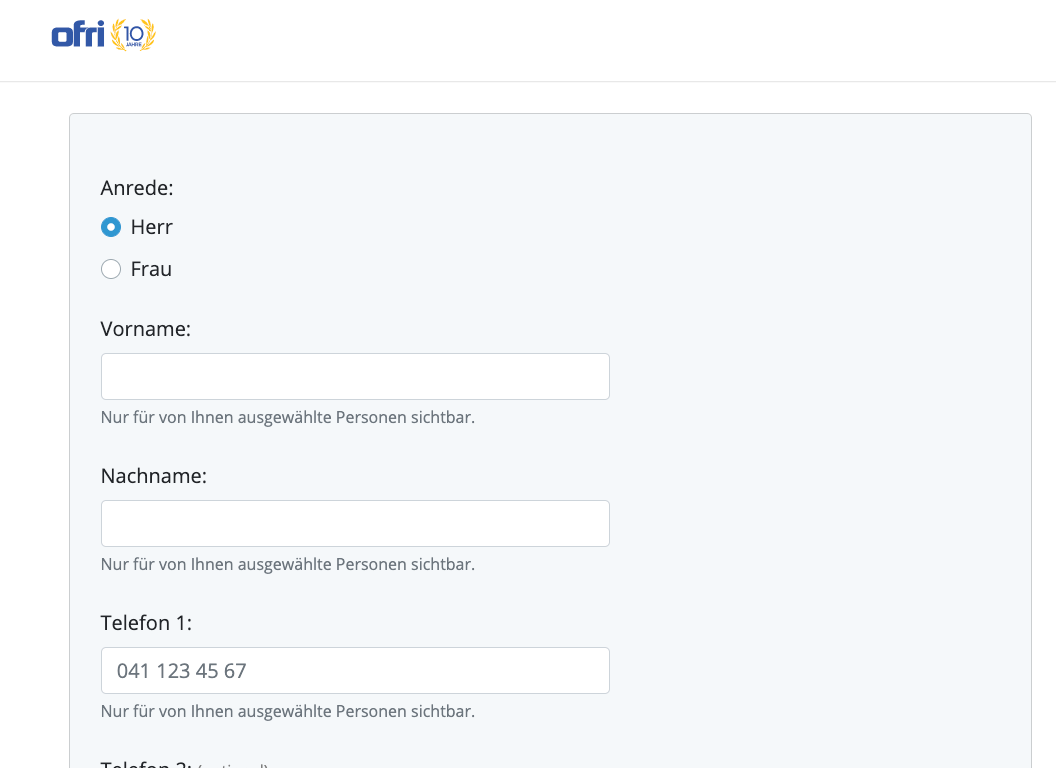 ofri 10
JAHRE
Anrede:
Herr
Frau
Vorname:
Nur für von Ihnen ausgewählte Personen sichtbar.
Nachname:
Nur für von Ihnen ausgewählte Personen sichtbar.
Telefon 1:
041 123 45 67
Nur für von Ihnen ausgewählte Personen sichtbar.
Telefon 2: (optional)